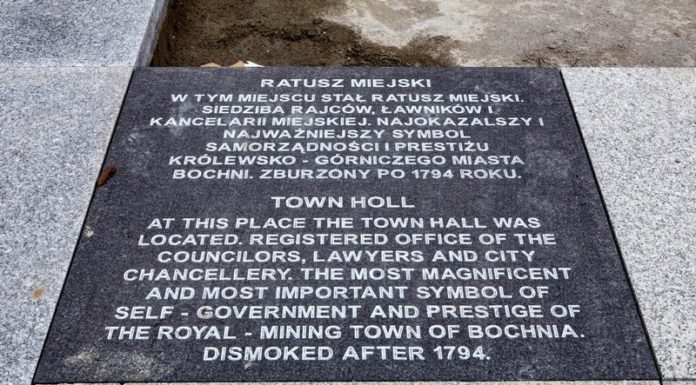 RATUSZ MIEJSKI
W TYM MIEJSCU STAŁ RATUSZ MIEJSKI.
SIEDZIBA RAJCÓW, ŁAWNIKÓW I
KANCELARII MIEJSKIEJ. NAJOKAZALSZY I
NAJWAŻNIEJSZY SYMBOL
SAMORZĄDNOŚCI I PRESTIŻU
KRÓLEWSKO - GÓRNICZEGO MIASTA
BOCHNI. ZBURZONY PO 1794 ROKU.
TOWN HOLL
AT THIS PLACE THE TOWN HALL WAS
LOCATED. REGISTERED OFFICE OF THE
COUNCILORS, LAWYERS AND CITY
CHANCELLERY. THE MOST MAGNIFICENT
AND MOST IMPORTANT SYMBOL OF
SELF - GOVERNMENT AND PRESTIGE OF
THE ROYAL - MINING TOWN OF BOCHNIA.
DISMOKED AFTER 1794.